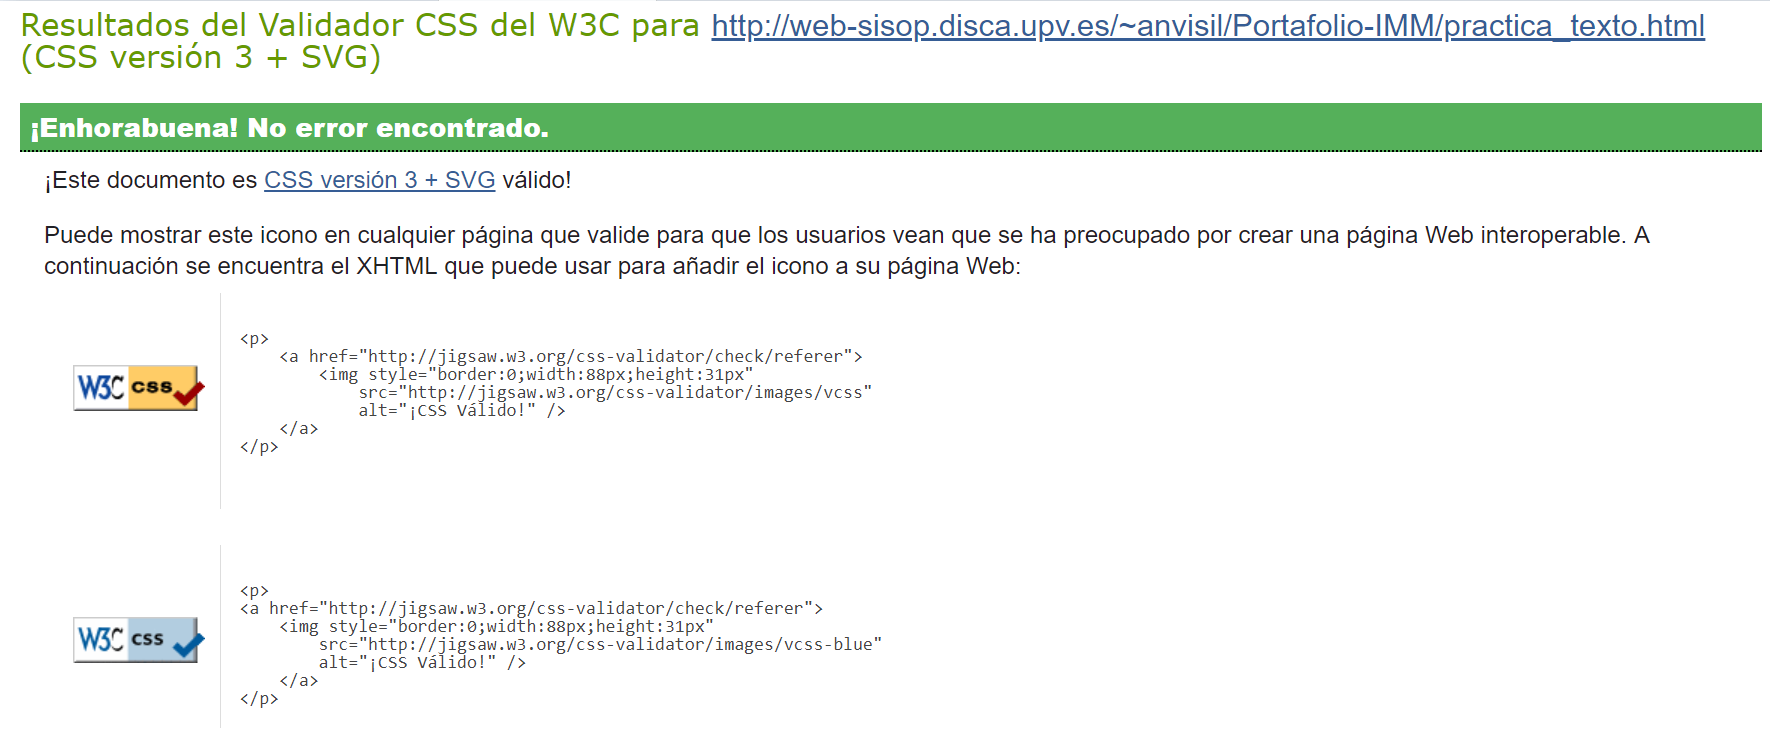 Resultados del Validador CSS del W3C para http://web-sisop.disca.upv.es/~anvisil/Portafolio-IMM/practica_texto.html
(CSS versión 3 + SVG)
¡Enhorabuena! No error encontrado.
¡Este documento es CSS versión 3 + SVG válido!
Puede mostrar este icono en cualquier página que valide para que los usuarios vean que se ha preocupado por crear una página Web interoperable. A
continuación se encuentra el XHTML que puede usar para añadir el icono a su página Web:
W3C css
<p>
<a href="http://jigsaw.w3.org/css-validator/check/referer">
<img style="border:0;width:88px;height:31px"
src="http://jigsaw.w3.org/css-validator/images/vcss"
alt="¡CSS Válido!" />
</a>
</p>
W3C css
<p>
<a href="http://jigsaw.w3.org/css-validator/check/referer">
<img style="border:0;width:88px;height:31px"
src="http://jigsaw.w3.org/css-validator/images/vcss-blue"
alt="¡CSS Válido!" />
</a>
</p>